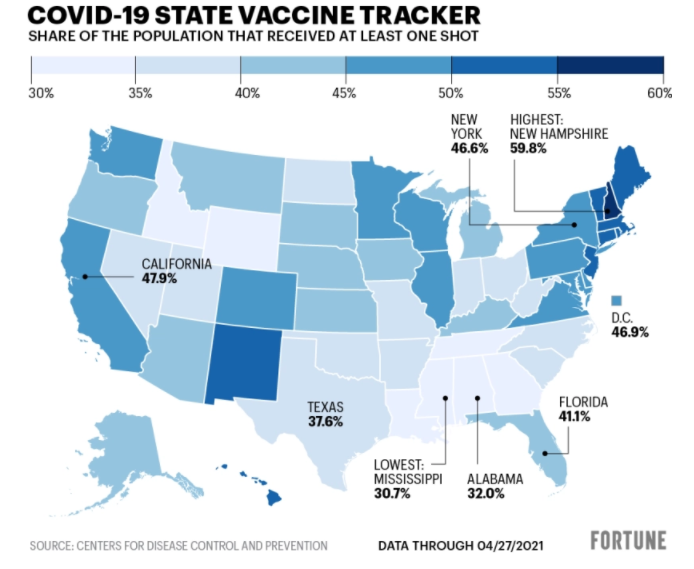 COVID-19 STATE VACCINE TRACKER
SHARE OF THE POPULATION THAT RECEIVED AT LEAST ONE SHOT
30% 35% 40% 45% 50% 55% 60%
NEW
YORK
46.6%
HIGHEST:
NEW HAMPSHIRE
59.8%
CALIFORNIA
47.9%
D.C.
46.9%
TEXAS
37.6%
FLORIDA
41.1%
LOWEST:
MISSISSIPPI
30.7%
ALABAMA
32.0%
SOURCE: CENTERS FOR DISEASE CONTROL AND PREVENTION
DATA THROUGH 04/27/2021
FORTUNE